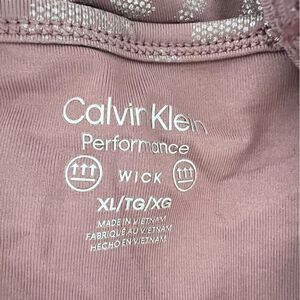 Calvin Klein
Performance
WICK
XL/TG/XG
MADE IN VIETNAM
FABRIQUÉ AU VIETNAM
HECHO EN VIETNAM